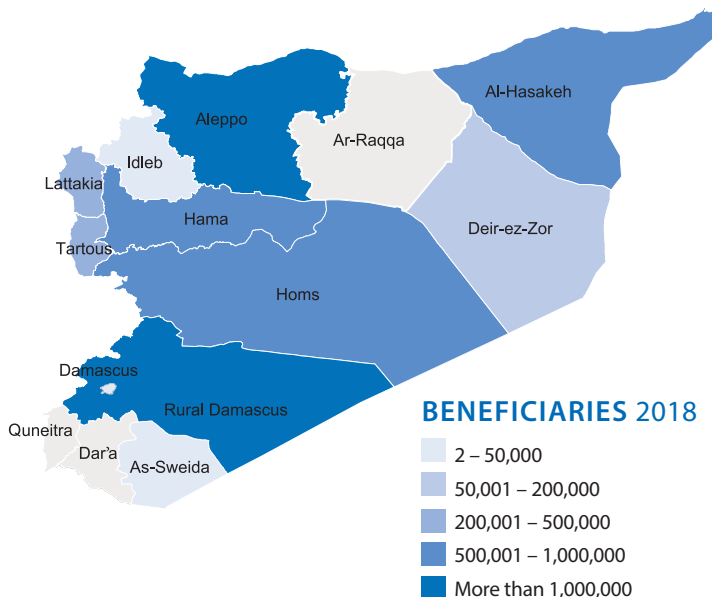 Al-Hasakeh
Aleppo
Ar-Raqqa
Idleb
Lattakia
Hama
Deir-ez-Zor
Tartous
Homs
Damascus
Rural Damascus
Quneitra
Dar'a
As-Sweida
BENEFICIARIES 2018
2 – 50,000
50,001 – 200,000
200,001 – 500,000
500,001 – 1,000,000
More than 1,000,000